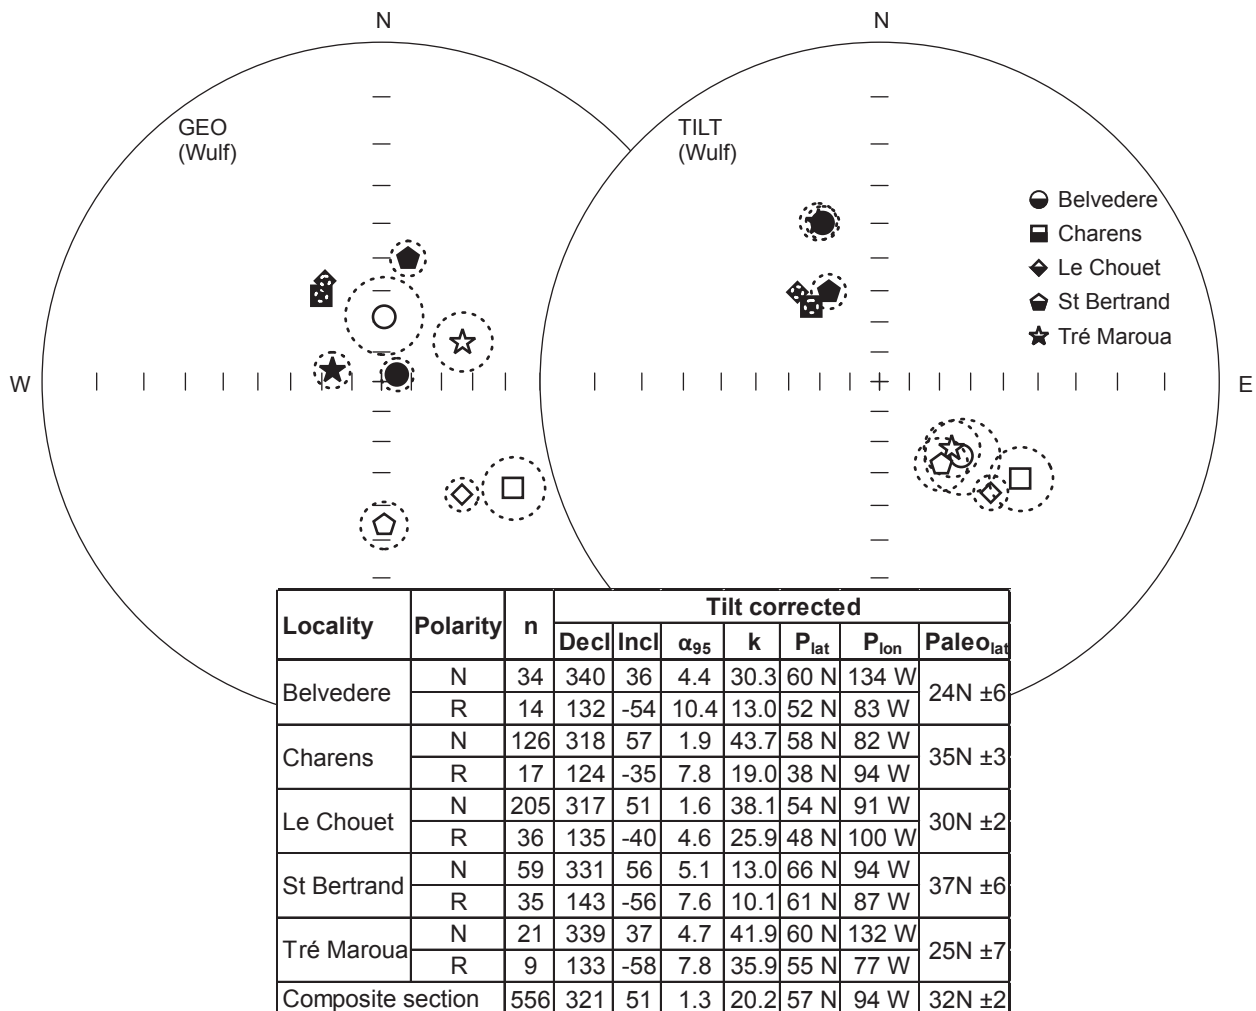 N
N
GEO
(Wulf)
TILT
(Wulf)
Belvedere
Charens
Le Chouet
St Bertrand
Tré Maroua
W
E
Locality Polarity n Tilt corrected
Decl Incl α95 k Plat Plon Paleolat
Belvedere N 34 340 36 4.4 30.3 60 N 134 W 24N ±6
R 14 132 -54 10.4 13.0 52 N 83 W
Charens N 126 318 57 1.9 43.7 58 N 82 W 35N ±3
R 17 124 -35 7.8 19.0 38 N 94 W
Le Chouet N 205 317 51 1.6 38.1 54 N 91 W 30N ±2
R 36 135 -40 4.6 25.9 48 N 100 W
St Bertrand N 59 331 56 5.1 13.0 66 N 94 W 37N ±6
R 35 143 -56 7.6 10.1 61 N 87 W
Tré Maroua N 21 339 37 4.7 41.9 60 N 132 W 25N ±7
R 9 133 -58 7.8 35.9 55 N 77 W
Composite section 556 321 51 1.3 20.2 57 N 94 W 32N ±2